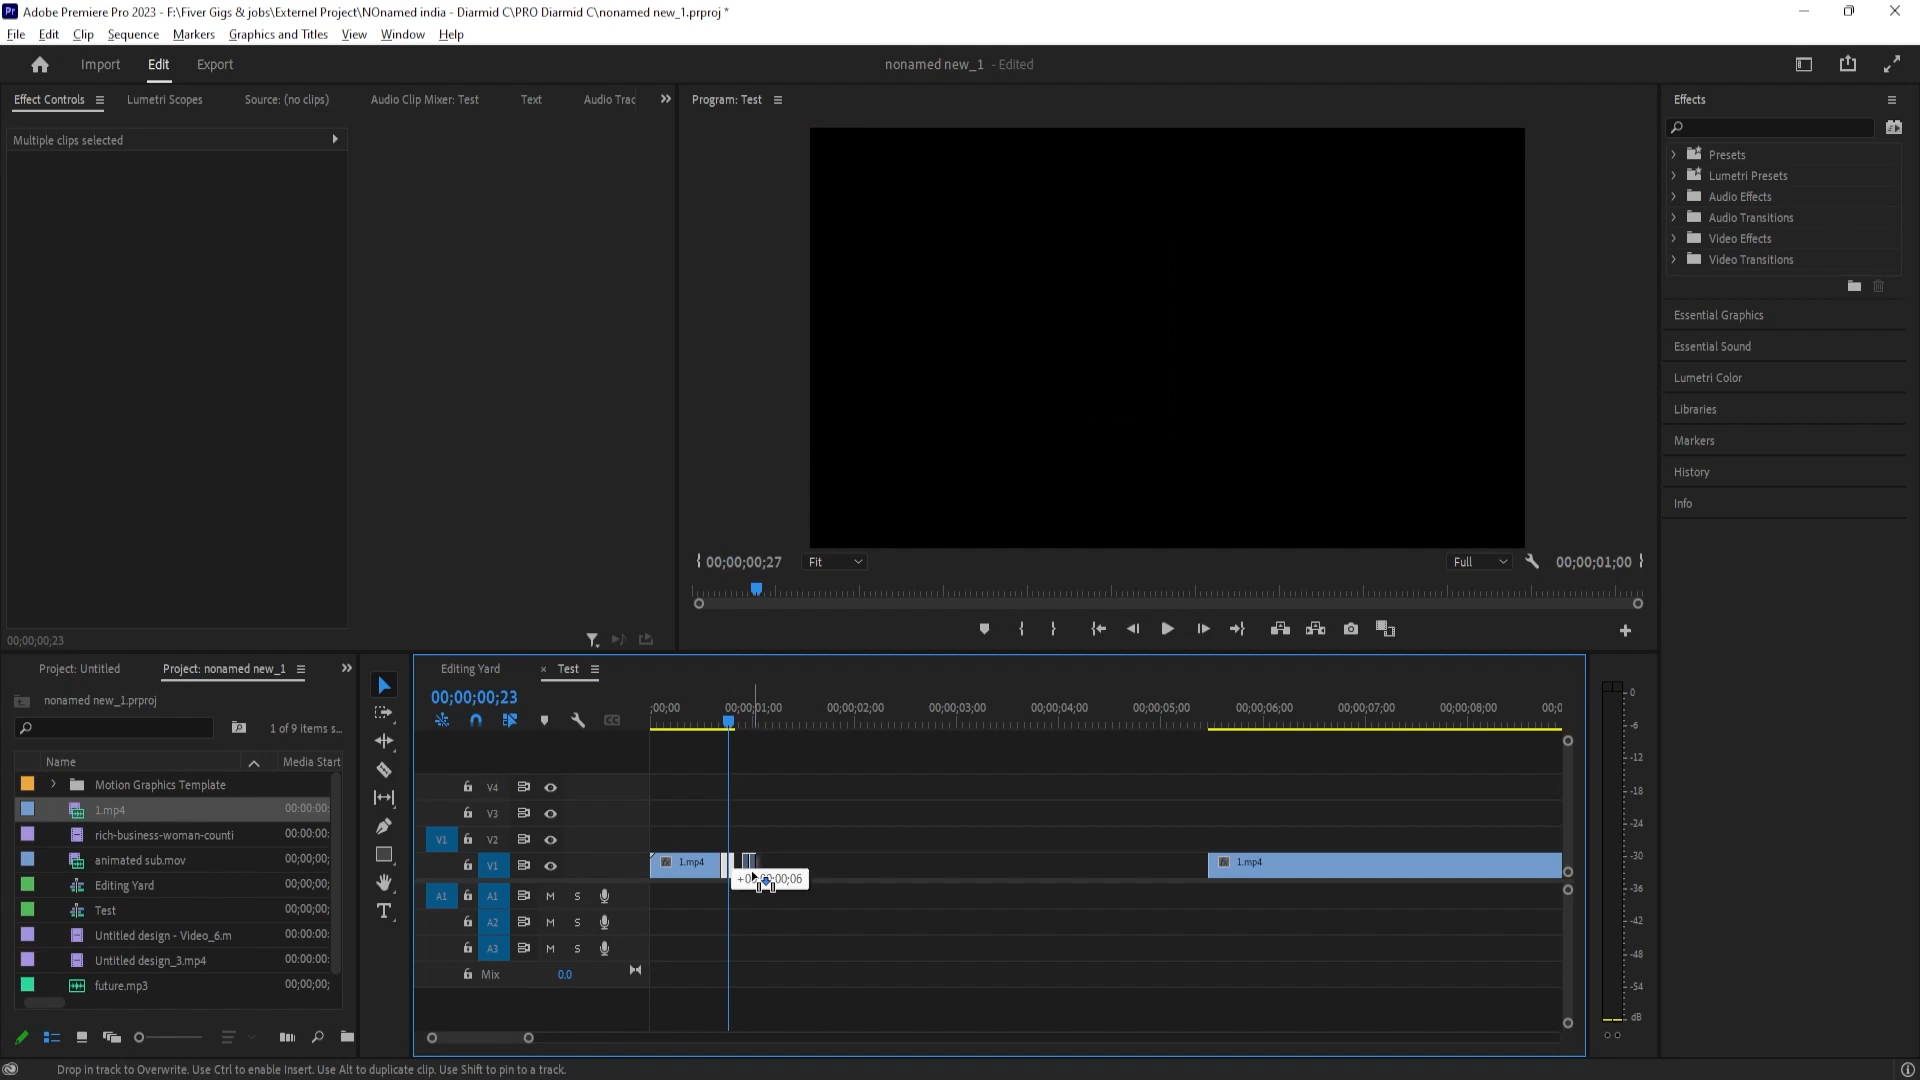 Adobe Premiere Pro 2023 - F:\Fiver Gigs & jobs\Externel Project\NOnamed india - Diarmid C\PRO Diarmid C\nonamed new_1.prproj *
File Edit Clip Sequence Markers Graphics and Titles View Window Help
Import Edit Export
nonamed new_1 - Edited
Effect Controls Lumetri Scopes Source: (no clips) Audio Clip Mixer: Test Text Audio Trac
Multiple clips selected
00;00;00;23
Program: Test
00;00;00;27 Fit Full 00;00;01;00
Effects
Presets
Lumetri Presets
Audio Effects
Audio Transitions
Video Effects
Video Transitions
Essential Graphics
Essential Sound
Lumetri Color
Libraries
Markers
History
Info
Project: Untitled Project: nonamed new_1
nonamed new_1.prproj
1 of 9 items s...
Name Media Start
Motion Graphics Template
1.mp4 00:00:00:
rich-business-woman-counti 00:00:00:
animated sub.mov 00;00;00;
Editing Yard 00;00;00;
Test 00;00;00;
Untitled design - Video_6.m 00:00:00:
Untitled design_3.mp4 00:00:00:
future.mp3 00;00;00;
Editing Yard × Test
00;00;00;23
;00;00 00;00;01;00 00;00;02;00 00;00;03;00 00;00;04;00 00;00;05;00 00;00;06;00 00;00;07;00 00;00;08;00 00;0
V4
V3
V1 V2
V1 1.mp4 1.mp4
A1 A1 M S
A2 M S
A3 M S
Mix 0.0
0
-6
-12
-18
-24
-30
-36
-42
-48
-54
dB
Drop in track to Overwrite. Use Ctrl to enable Insert. Use Alt to duplicate clip. Use Shift to pin to a track.